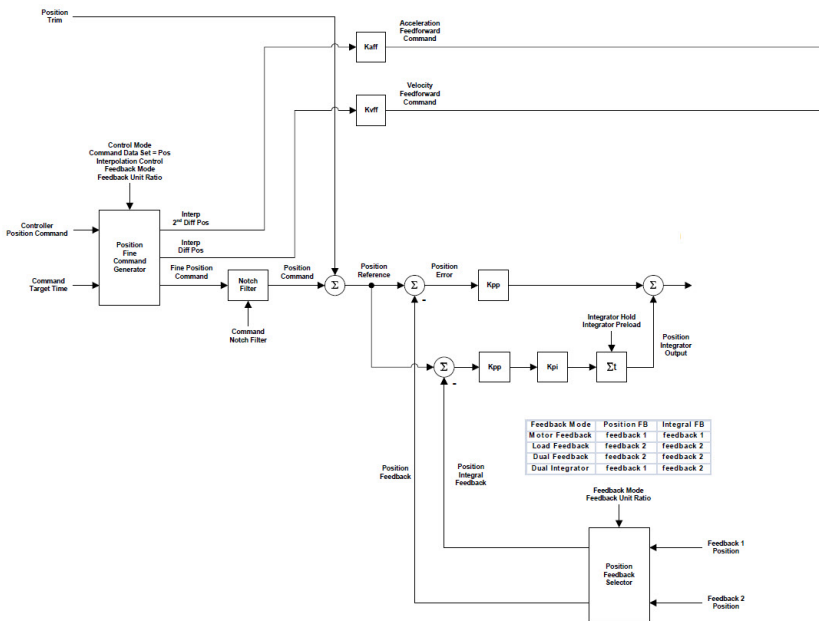 Position
Trim
Kaff
Acceleration
Feedforward
Command
Kvff
Velocity
Feedforward
Command
Control Mode
Command Data Set = Pos
Interpolation Control
Feedback Mode
Feedback Unit Ratio
Controller
Position Command
Command
Target Time
Position
Fine
Command
Generator
Interp
2nd Diff Pos
Interp
Diff Pos
Fine Position
Command
Notch
Filter
Command
Notch Filter
Position
Command
Σ
Position
Reference
Σ
-
Position
Error
Kpp
Σ
Σ
-
Kpp
Kpi
Σt
Integrator Hold
Integrator Preload
Position
Integrator
Output
Feedback Mode Position FB Integral FB
Motor Feedback feedback 1 feedback 1
Load Feedback feedback 2 feedback 2
Dual Feedback feedback 2 feedback 2
Dual Integrator feedback 1 feedback 2
Position
Feedback
Position
Integral
Feedback
Feedback Mode
Feedback Unit Ratio
Position
Feedback
Selector
Feedback 1
Position
Feedback 2
Position